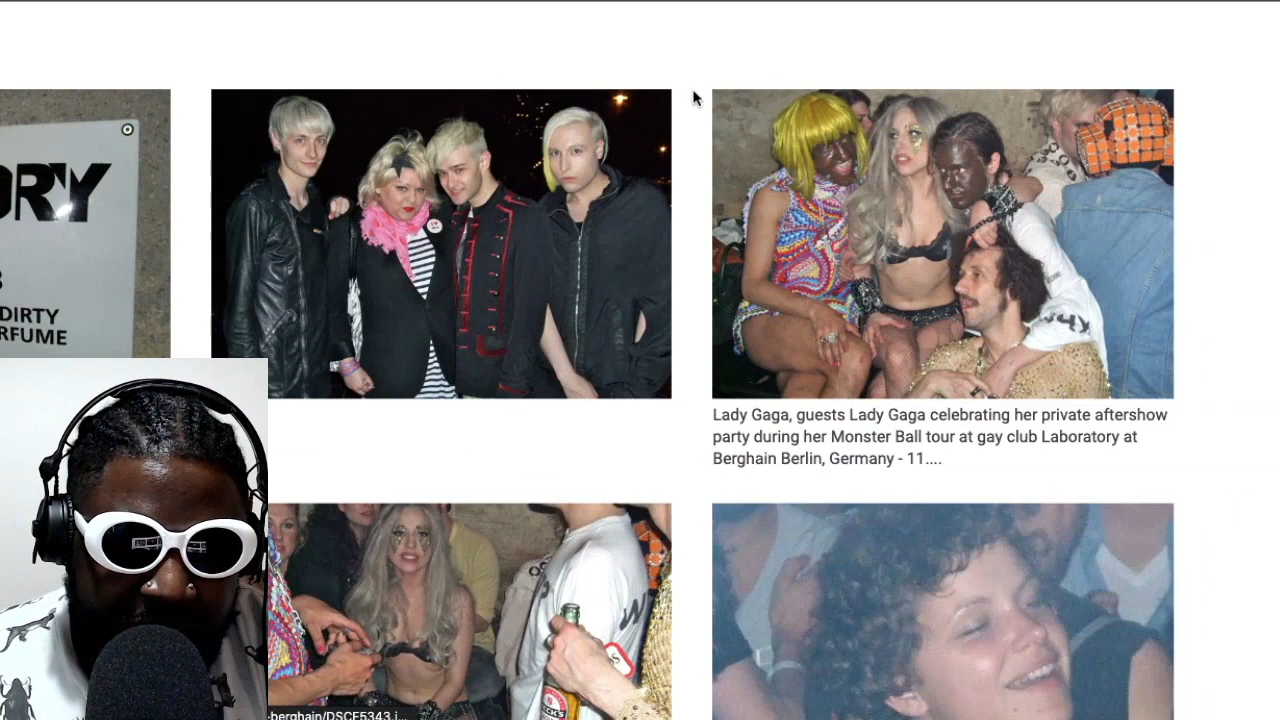 ORY
DIRTY
RFUME
Lady Gaga, guests Lady Gaga celebrating her private aftershow
party during her Monster Ball tour at gay club Laboratory at
Berghain Berlin, Germany - 11....
-berghain/DSCF5343.j...
BECK'S